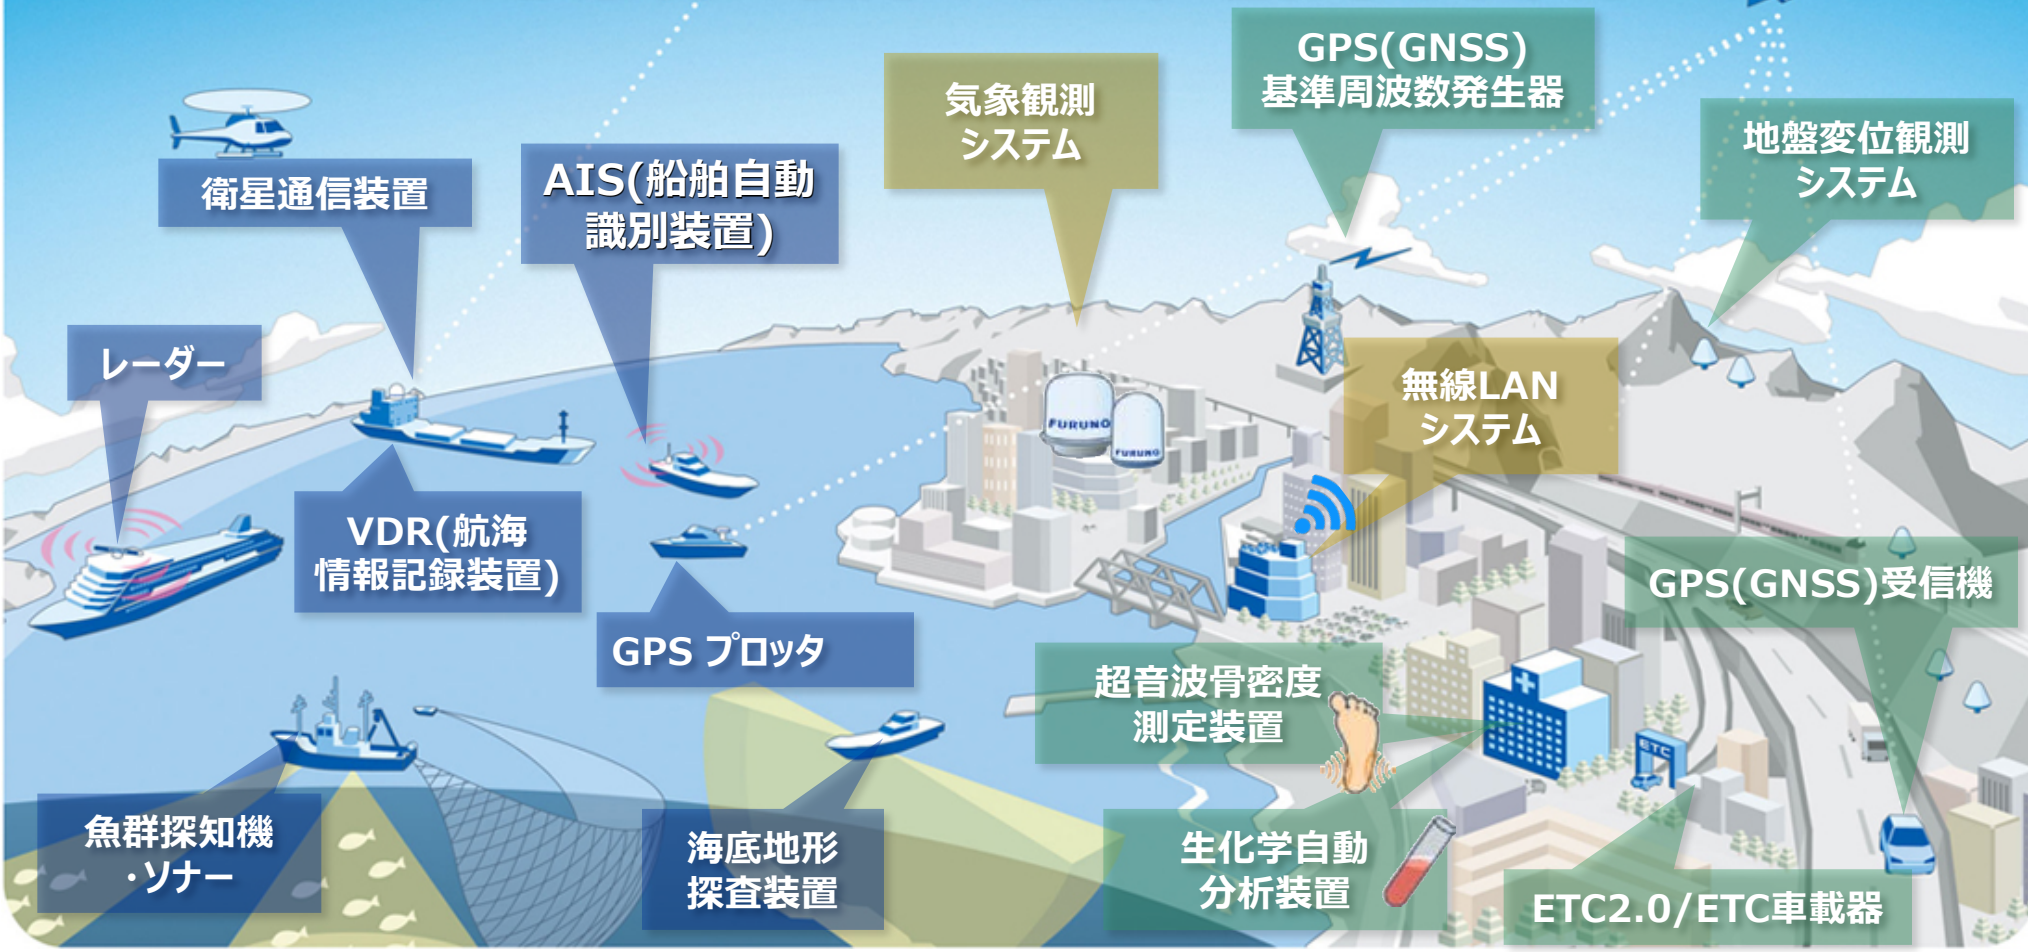 GPS(GNSS)
基準周波数発生器
気象観測
システム
地盤変位観測
システム
衛星通信装置
AIS(船舶自動
識別装置)
レーダー
無線LAN
システム
FURUNO
FURUNO
VDR(航海
情報記録装置)
GPS(GNSS)受信機
GPS プロッタ
超音波骨密度
測定装置
ETC
魚群探知機
・ソナー
海底地形
探査装置
生化学自動
分析装置
ETC2.0/ETC車載器